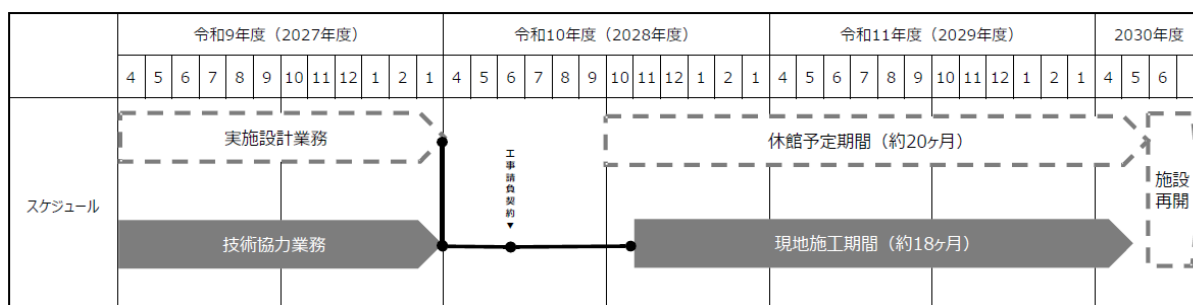 令和9年度（2027年度） 令和10年度（2028年度） 令和11年度（2029年度） 2030年度
4 5 6 7 8 9 10 11 12 1 2 1 4 5 6 7 8 9 10 11 12 1 2 1 4 5 6 7 8 9 10 11 12 1 2 1 4 5 6
実施設計業務 休館予定期間（約20ヶ月）
工事請負契約▼
施設
再開
スケジュール
技術協力業務 現地施工期間（約18ヶ月）